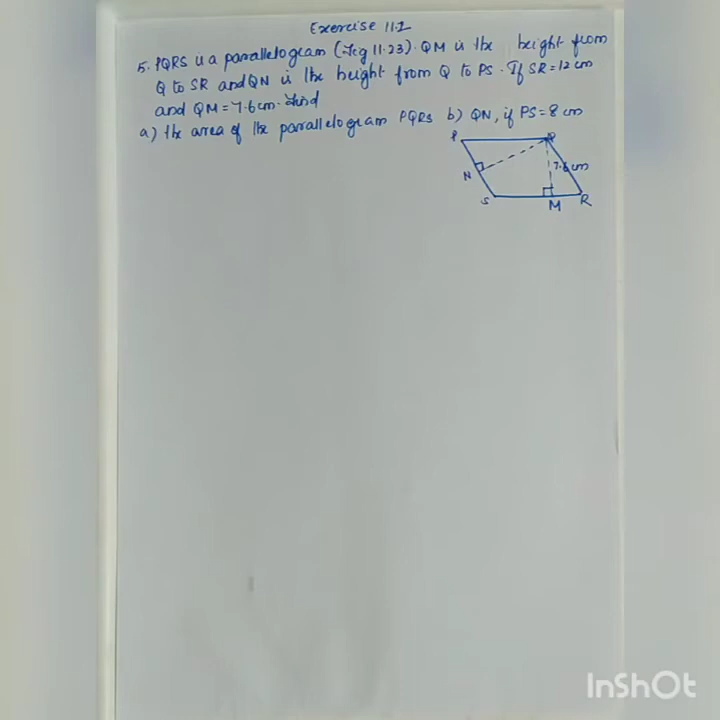 Exercise 11.2
5. PQRS is a parallelogram (Fig 11.23). QM is the height from
Q to SR and QN is the height from Q to PS. If SR=12 cm
and QM=7.6cm. Find
a) the area of the parallelogram PQRS b) QN, if PS=8 cm
P Q
7.6 cm
N
S M R
InShOt